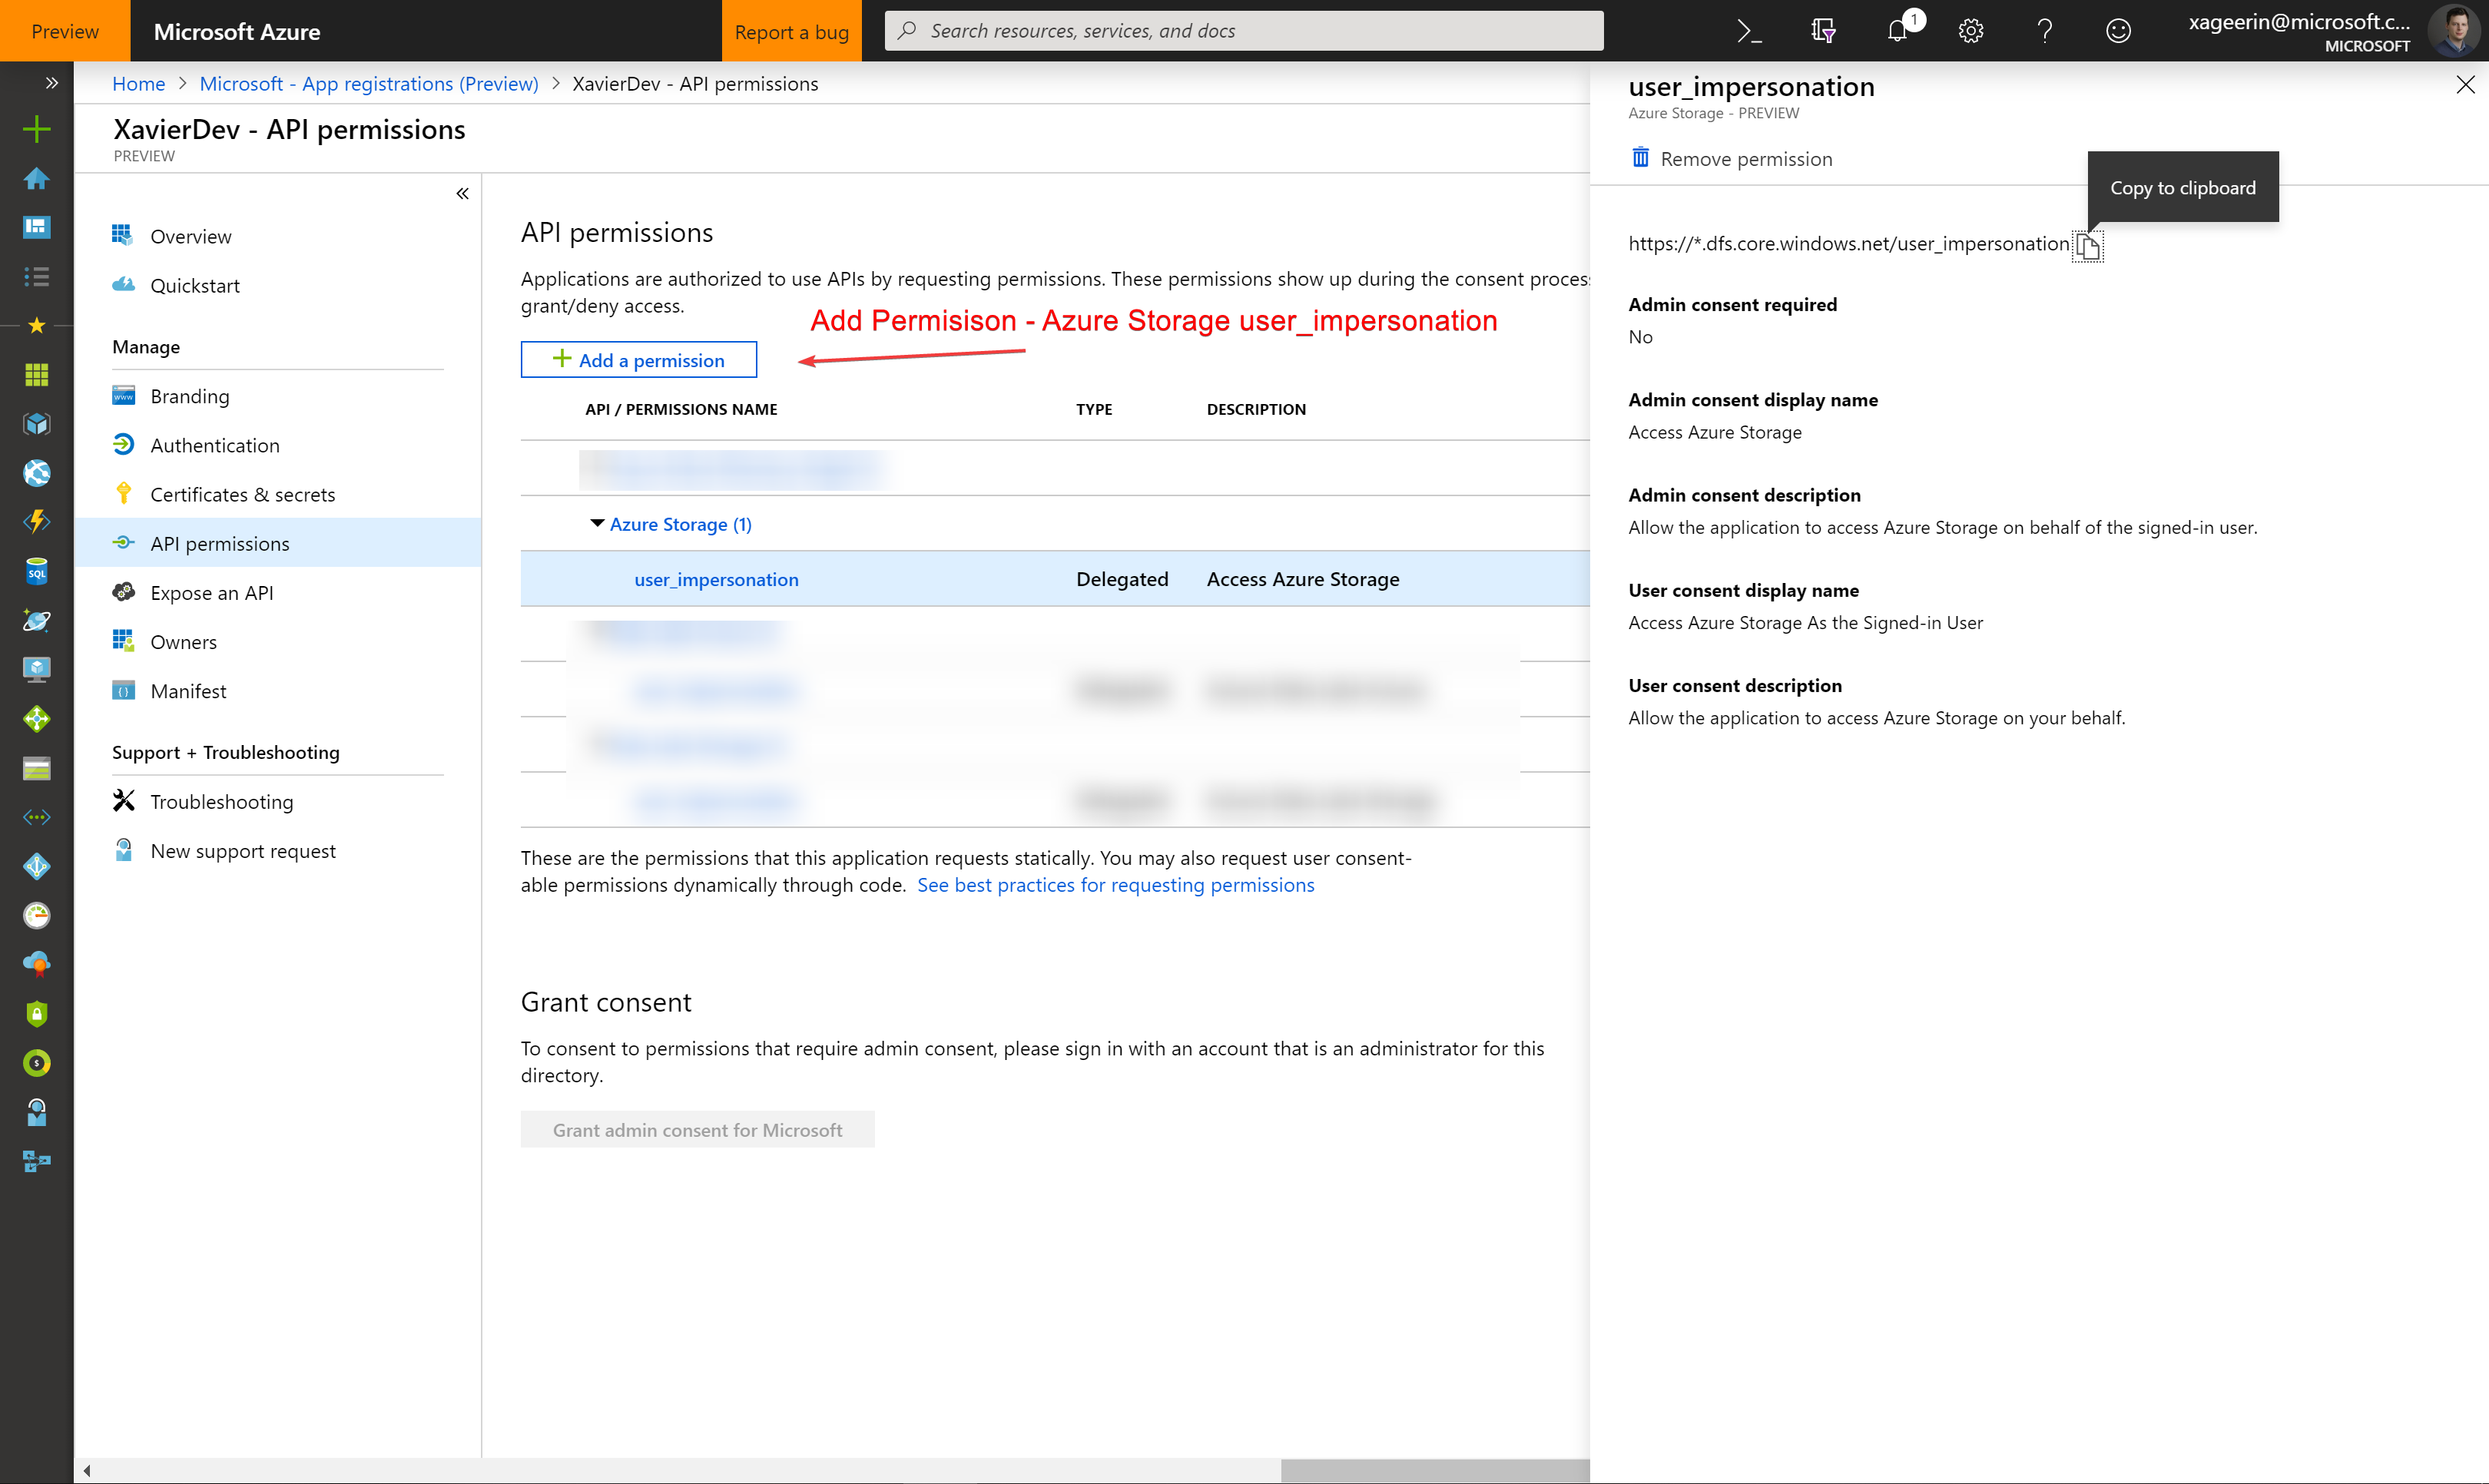 Preview
Microsoft Azure
Report a bug
Search resources, services, and docs
1
xageerin@microsoft.c...
MICROSOFT
Home > Microsoft - App registrations (Preview) > XavierDev - API permissions
XavierDev - API permissions
PREVIEW
Overview
Quickstart
Manage
Branding
Authentication
Certificates & secrets
API permissions
Expose an API
Owners
Manifest
Support + Troubleshooting
Troubleshooting
New support request
API permissions
Applications are authorized to use APIs by requesting permissions. These permissions show up during the consent proces
grant/deny access.
Add Permisison - Azure Storage user_impersonation
Add a permission
API / PERMISSIONS NAME TYPE DESCRIPTION
Azure Storage (1)
user_impersonation Delegated Access Azure Storage
These are the permissions that this application requests statically. You may also request user consent-
able permissions dynamically through code. See best practices for requesting permissions
Grant consent
To consent to permissions that require admin consent, please sign in with an account that is an administrator for this
directory.
Grant admin consent for Microsoft
user_impersonation
Azure Storage - PREVIEW
Remove permission
Copy to clipboard
https://*.dfs.core.windows.net/user_impersonation
Admin consent required
No
Admin consent display name
Access Azure Storage
Admin consent description
Allow the application to access Azure Storage on behalf of the signed-in user.
User consent display name
Access Azure Storage As the Signed-in User
User consent description
Allow the application to access Azure Storage on your behalf.